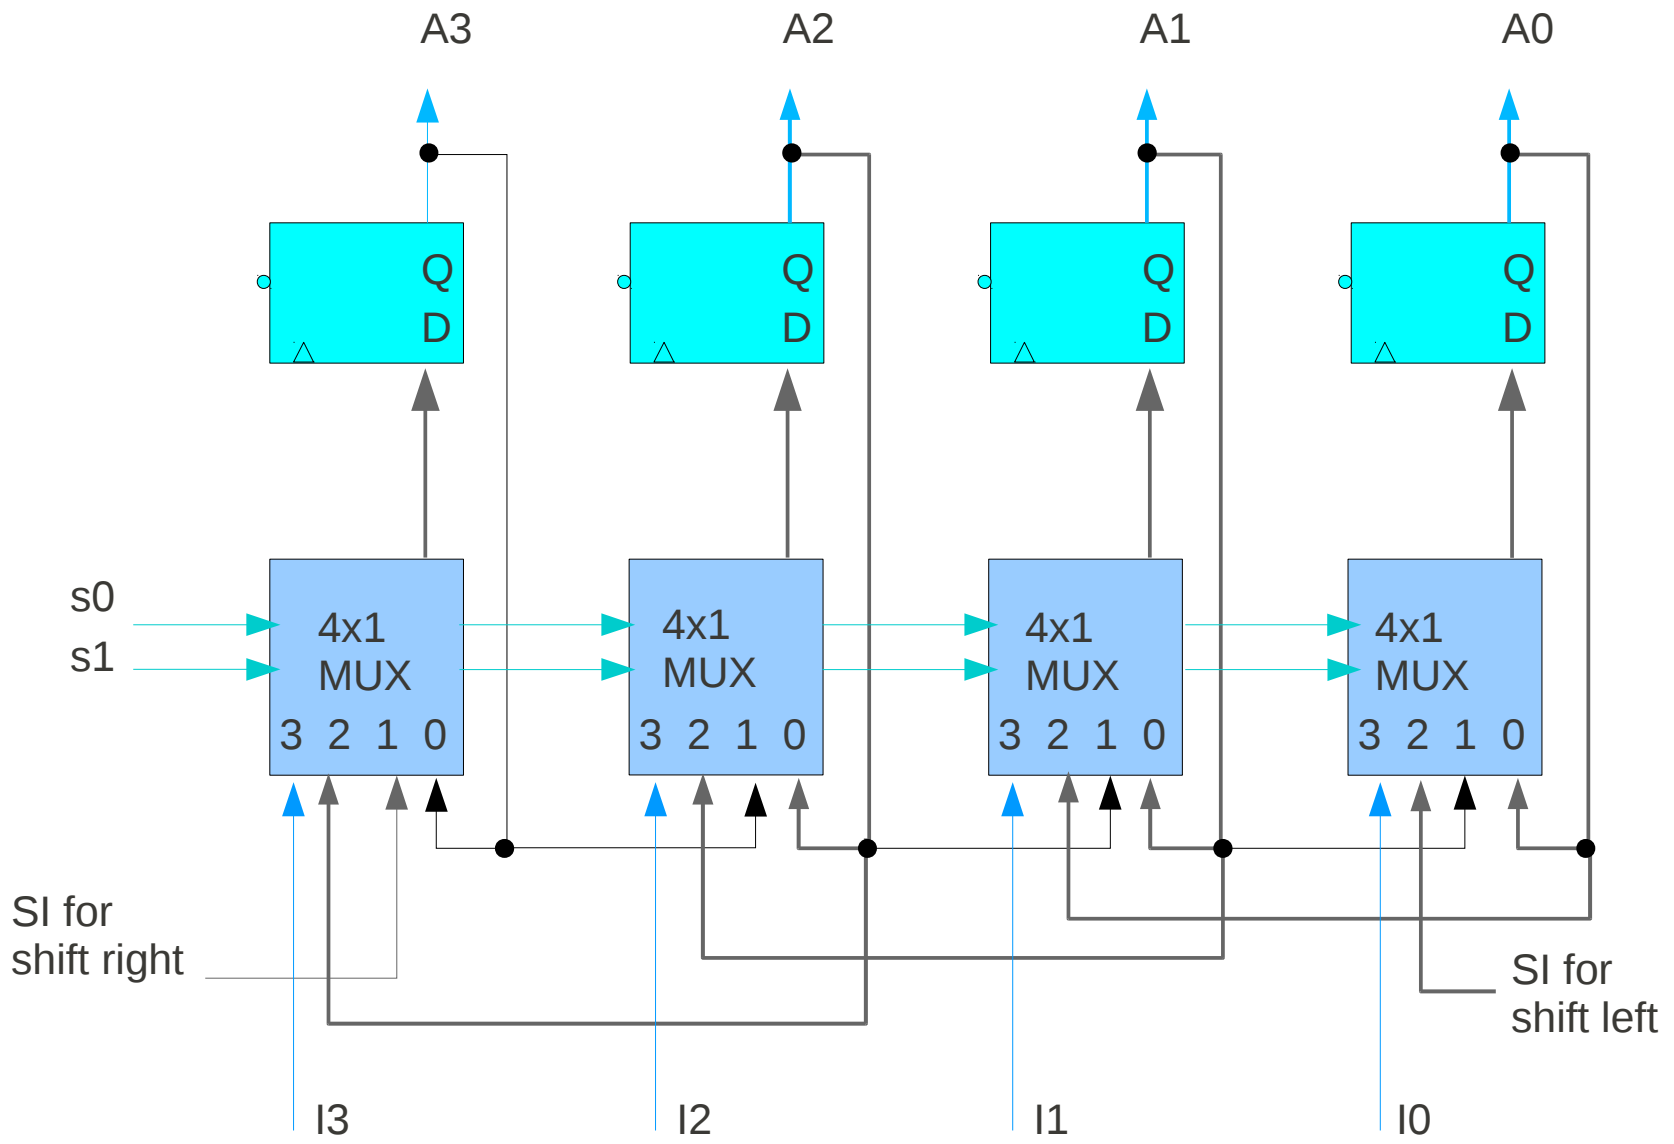 A3 A2 A1 A0
Q Q Q Q
D D D D
s0
s1
4x1 4x1 4x1 4x1
MUX MUX MUX MUX
3 2 1 0 3 2 1 0 3 2 1 0 3 2 1 0
SI for
shift right
SI for
shift left
I3 I2 I1 I0